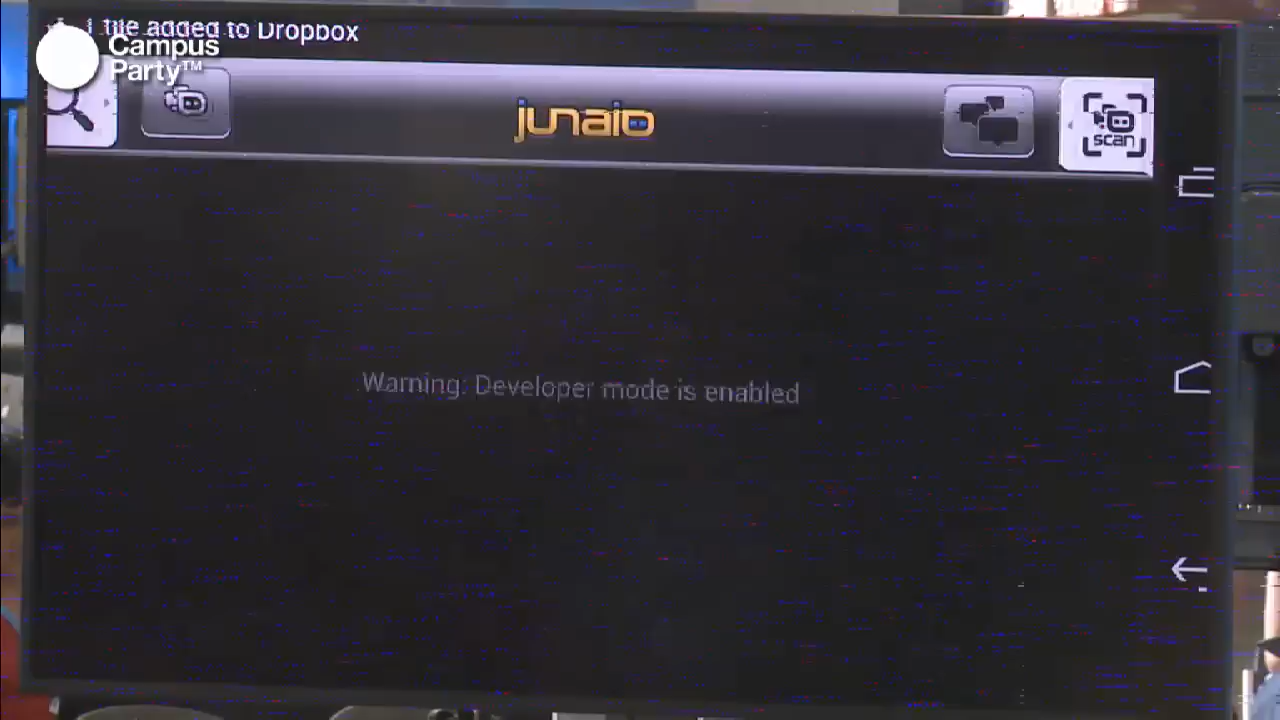 1 file added to Dropbox
Campus
Party™
junaio
scan
Warning: Developer mode is enabled